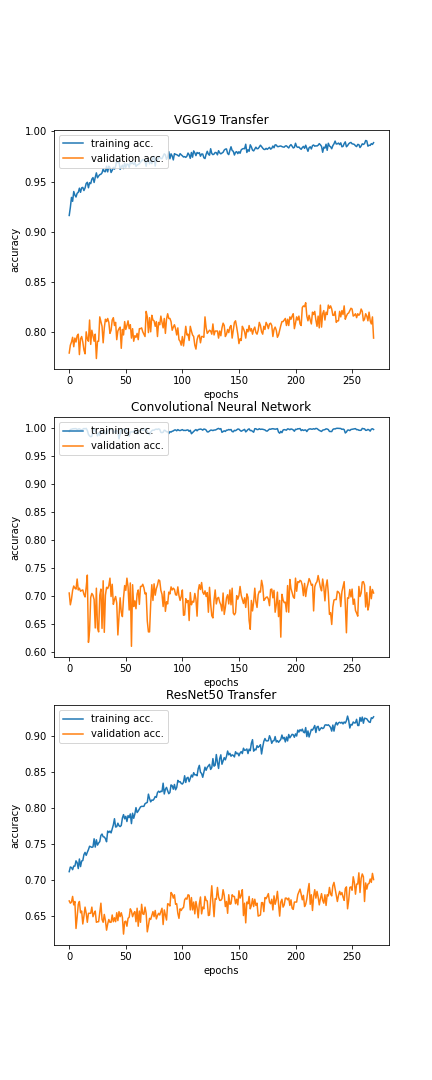 VGG19 Transfer
1.00
0.95
0.90
0.85
0.80
accuracy
training acc.
validation acc.
0
50
100
150
200
250
epochs
Convolutional Neural Network
1.00
0.95
0.90
0.85
0.80
0.75
0.70
0.65
0.60
accuracy
training acc.
validation acc.
0
50
100
150
200
250
epochs
ResNet50 Transfer
0.90
0.85
0.80
0.75
0.70
0.65
accuracy
training acc.
validation acc.
0
50
100
150
200
250
epochs